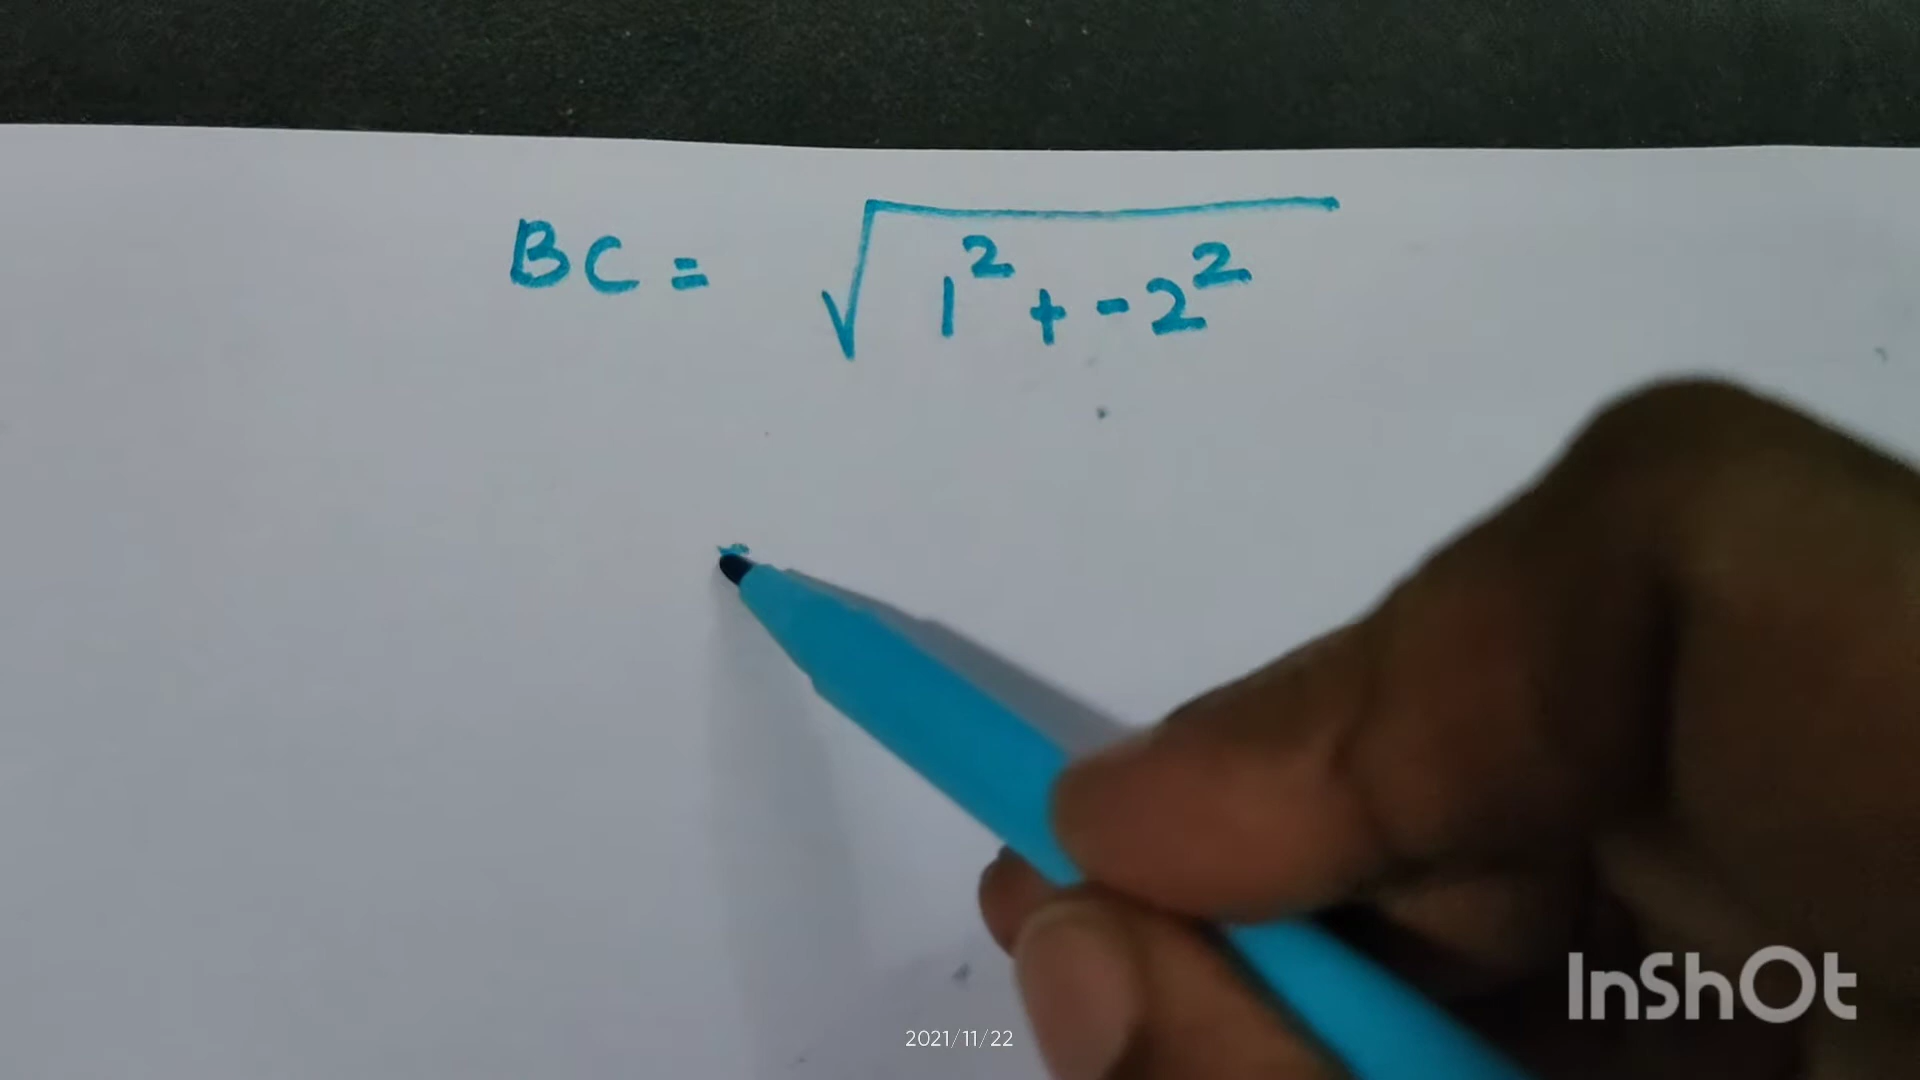 BC = √1² + -2²
InShOt
2021/11/22